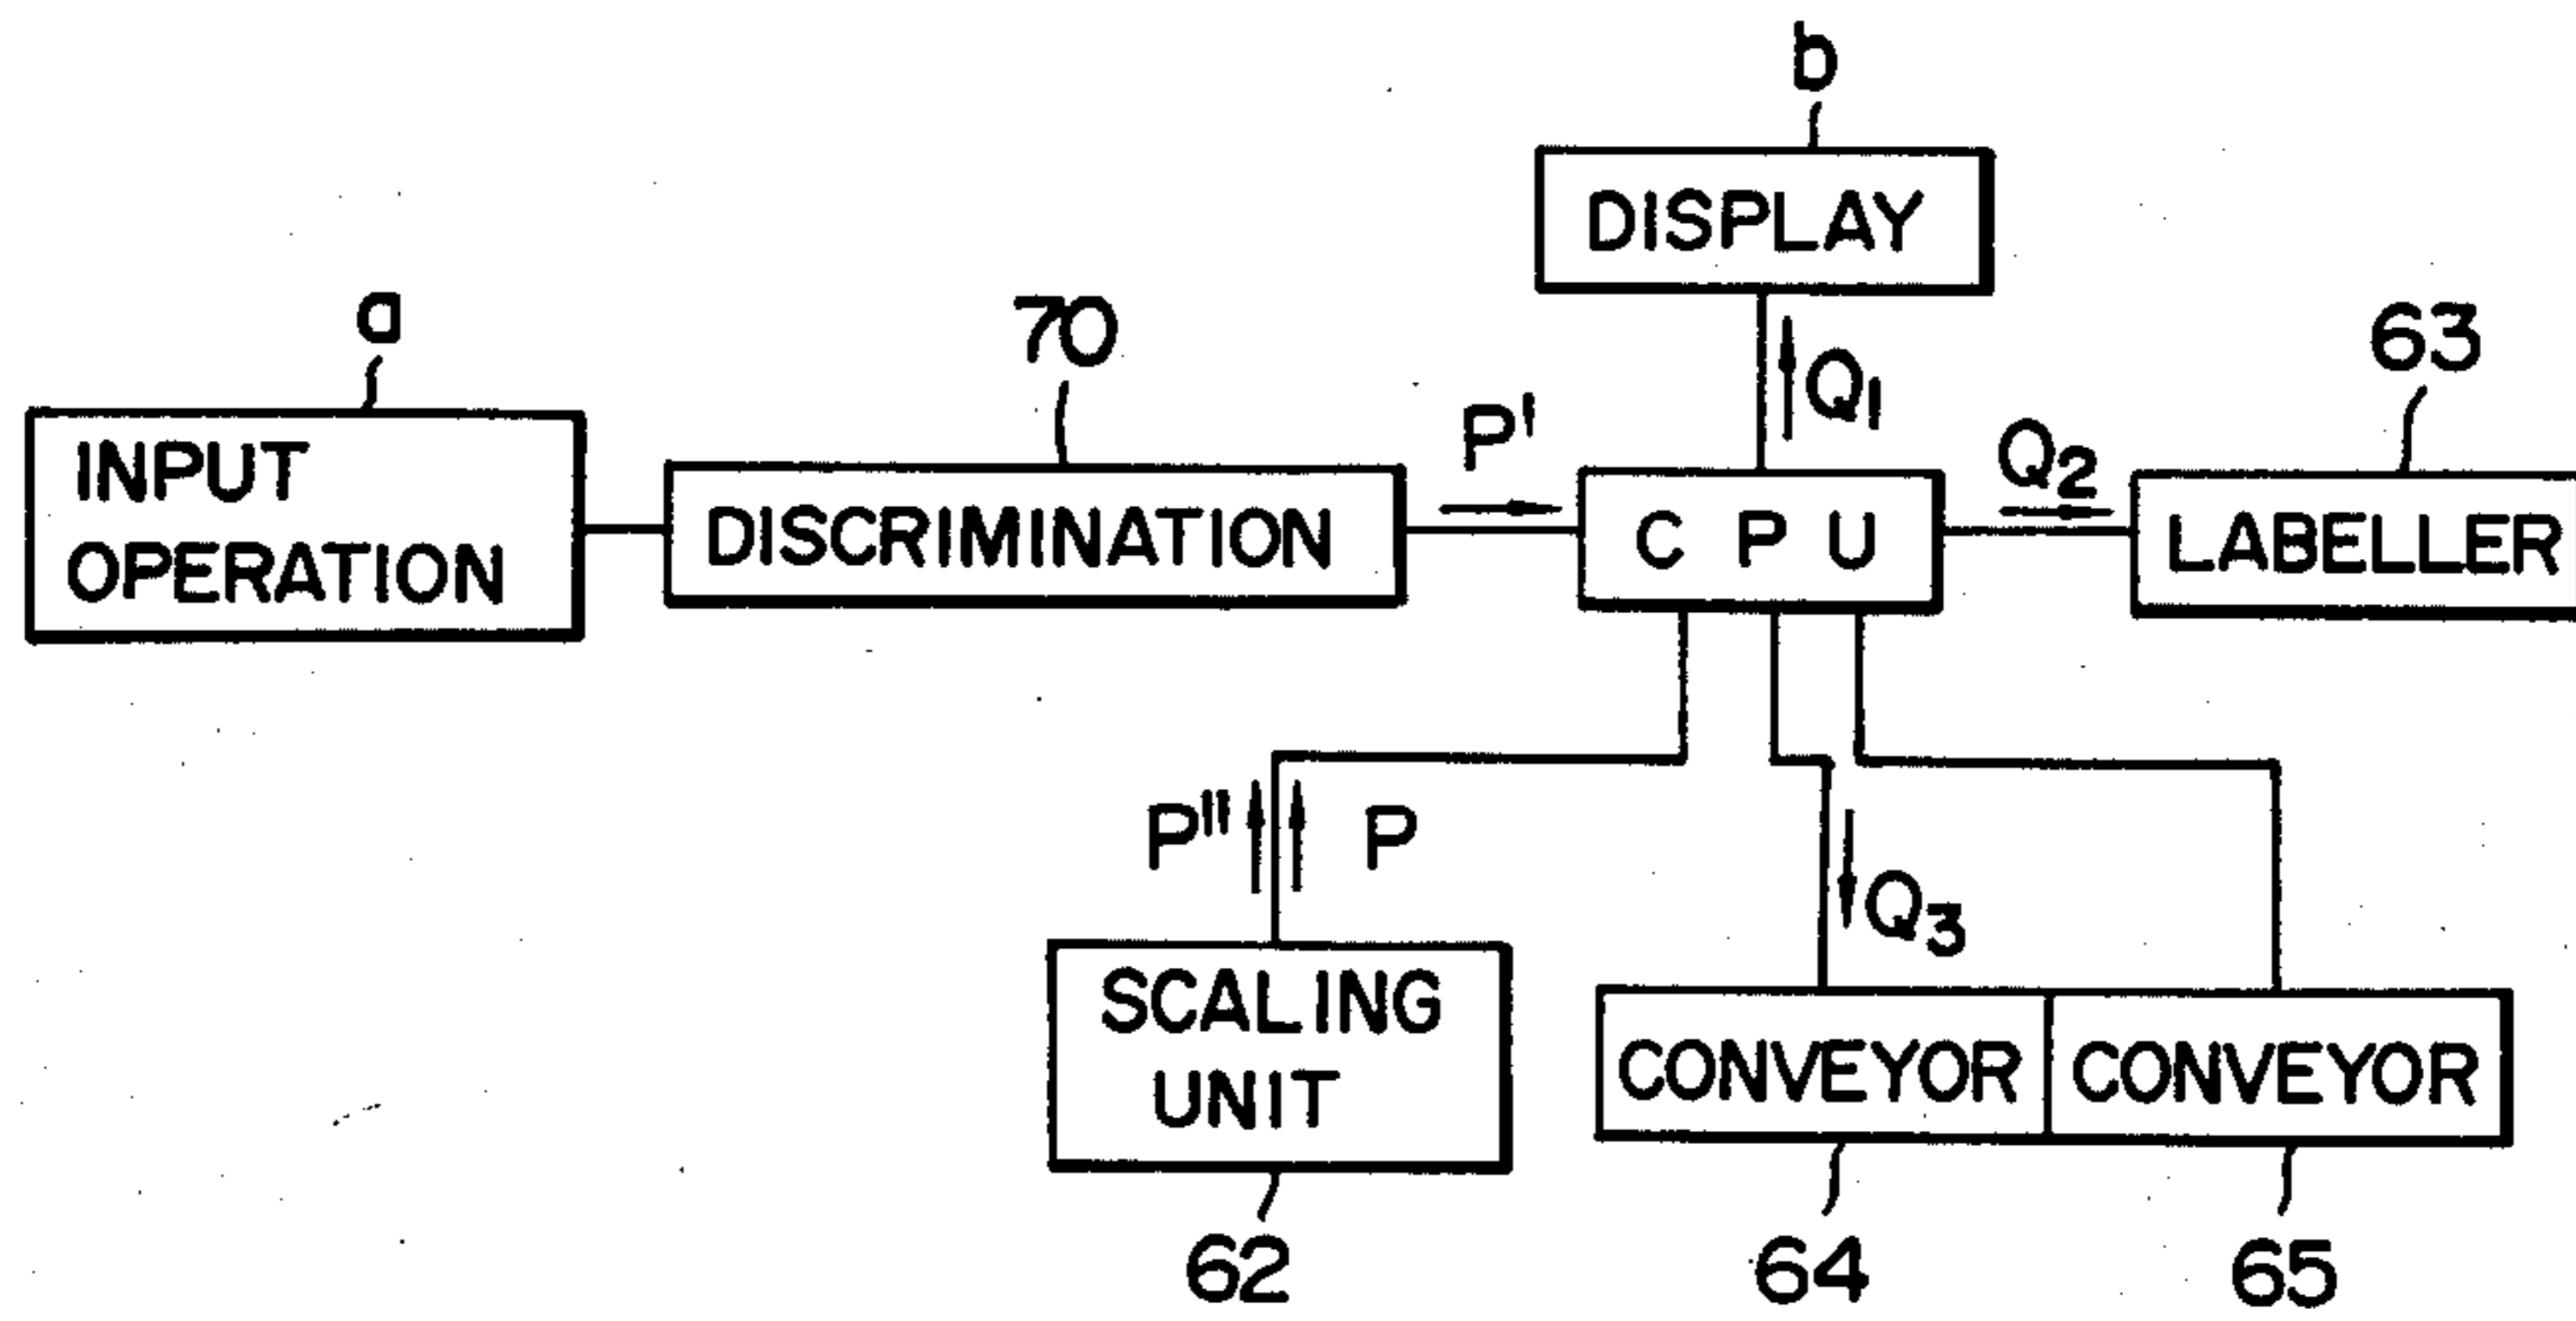 b
DISPLAY
a
70
63
Q1
P'
Q2
INPUT
OPERATION
DISCRIMINATION
C P U
LABELLER
P"
P
Q3
SCALING
UNIT
CONVEYOR
CONVEYOR
62
64
65